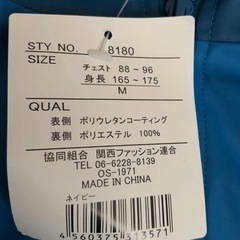 STY NO. 8180
SIZE
チェスト 88～96
身長 165～175
M
QUAL
表側 ポリウレタンコーティング
裏側 ポリエステル 100%
協同組合 関西ファッション連合
TEL 06-6228-8139
OS-1971
MADE IN CHINA
ネイビー
4560375313571